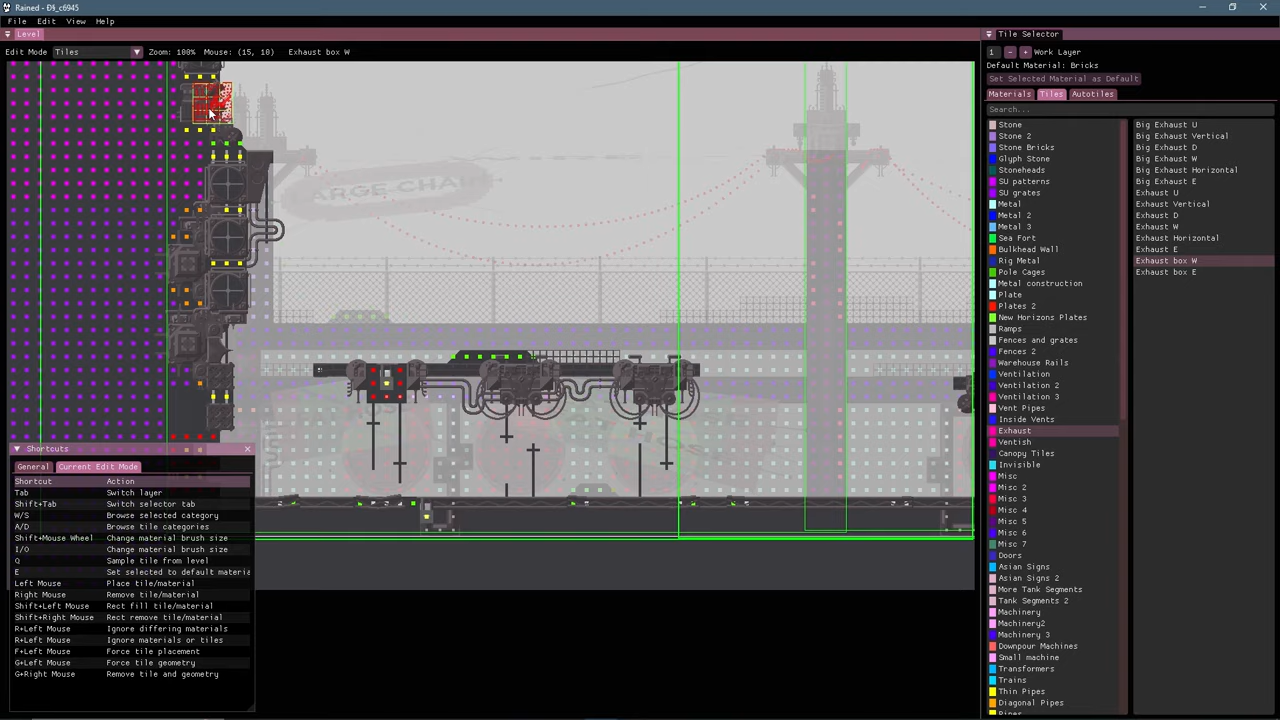 Rained - Ð§_c6945
File Edit View Help
Level
Edit Mode Tiles Zoom: 100% Mouse: (15, 10) Exhaust box W
ARGE-CHAI
Shortcuts
General Current Edit Mode
Shortcut Action
Tab Switch layer
Shift+Tab Switch selector tab
W/S Browse selected category
A/D Browse tile categories
Shift+Mouse Wheel Change material brush size
I/O Change material brush size
Q Sample tile from level
E Set selected to default materia
Left Mouse Place tile/material
Right Mouse Remove tile/material
Shift+Left Mouse Rect fill tile/material
Shift+Right Mouse Rect remove tile/material
R+Left Mouse Ignore differing materials
R+Left Mouse Ignore materials or tiles
F+Left Mouse Force tile placement
G+Left Mouse Force tile geometry
G+Right Mouse Remove tile and geometry
Tile Selector
1 - + Work Layer
Default Material: Bricks
Set Selected Material as Default
Materials Tiles Autotiles
Search...
Stone
Stone 2
Stone Bricks
Glyph Stone
Stoneheads
SU patterns
SU grates
Metal
Metal 2
Metal 3
Sea Fort
Bulkhead Wall
Rig Metal
Pole Cages
Metal construction
Plate
Plates 2
New Horizons Plates
Ramps
Fences and grates
Fences 2
Warehouse Rails
Ventilation
Ventilation 2
Ventilation 3
Vent Pipes
Inside Vents
Exhaust
Ventish
Canopy Tiles
Invisible
Misc
Misc 2
Misc 3
Misc 4
Misc 5
Misc 6
Misc 7
Doors
Asian Signs
Asian Signs 2
More Tank Segments
Tank Segments 2
Machinery
Machinery2
Machinery 3
Downpour Machines
Small machine
Transformers
Trains
Thin Pipes
Diagonal Pipes
Pipes
Big Exhaust U
Big Exhaust Vertical
Big Exhaust D
Big Exhaust W
Big Exhaust Horizontal
Big Exhaust E
Exhaust U
Exhaust Vertical
Exhaust D
Exhaust W
Exhaust Horizontal
Exhaust E
Exhaust box W
Exhaust box E